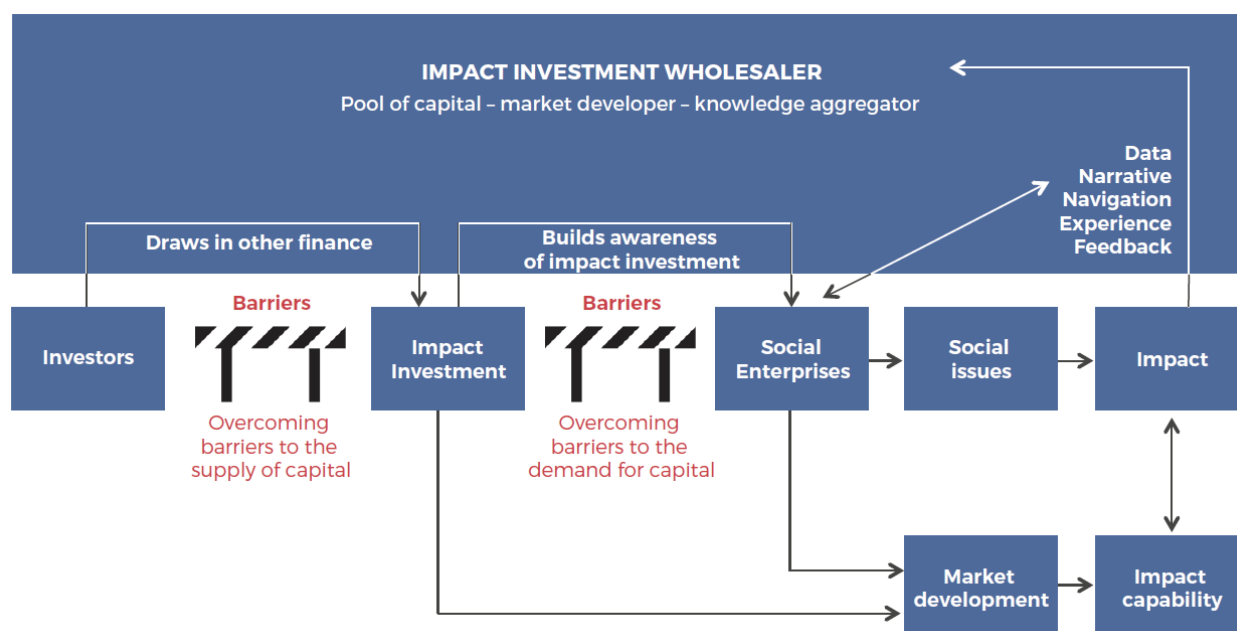 IMPACT INVESTMENT WHOLESALER
Pool of capital – market developer – knowledge aggregator
Data
Narrative
Navigation
Experience
Feedback
Draws in other finance
Builds awareness
of impact investment
Investors
Barriers
Overcoming
barriers to the
supply of capital
Impact
Investment
Barriers
Overcoming
barriers to the
demand for capital
Social
Enterprises
Social
issues
Impact
Market
development
Impact
capability